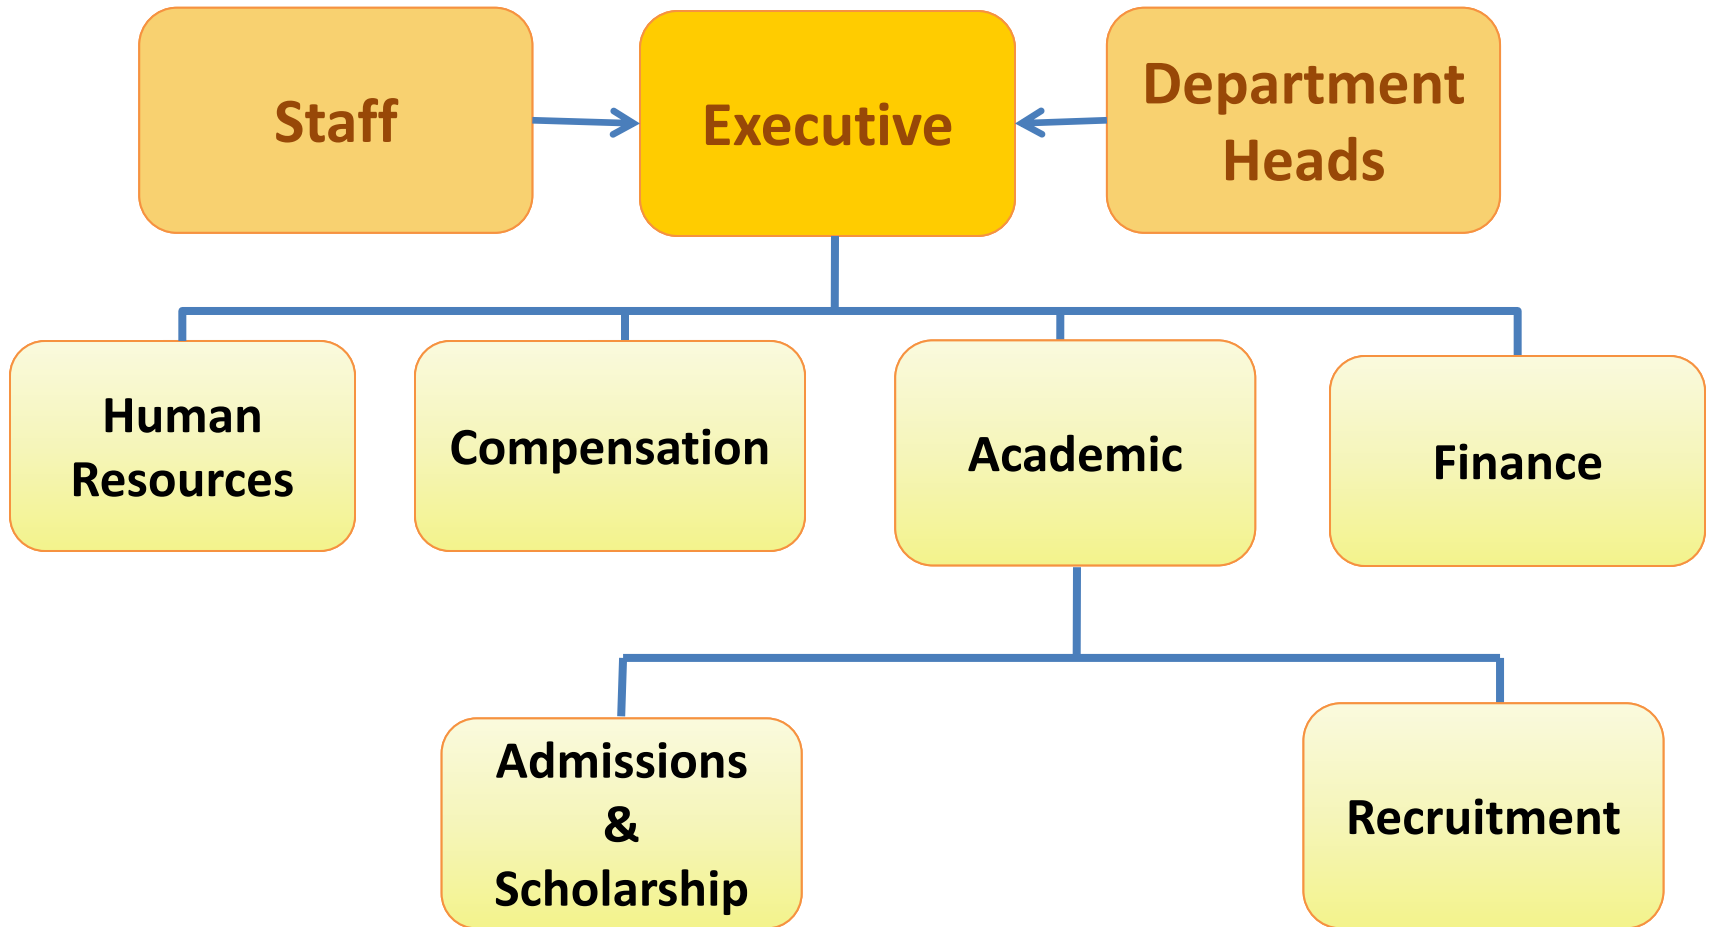 Staff
Executive
Department
Heads
Human
Resources
Compensation
Academic
Finance
Admissions
&
Scholarship
Recruitment